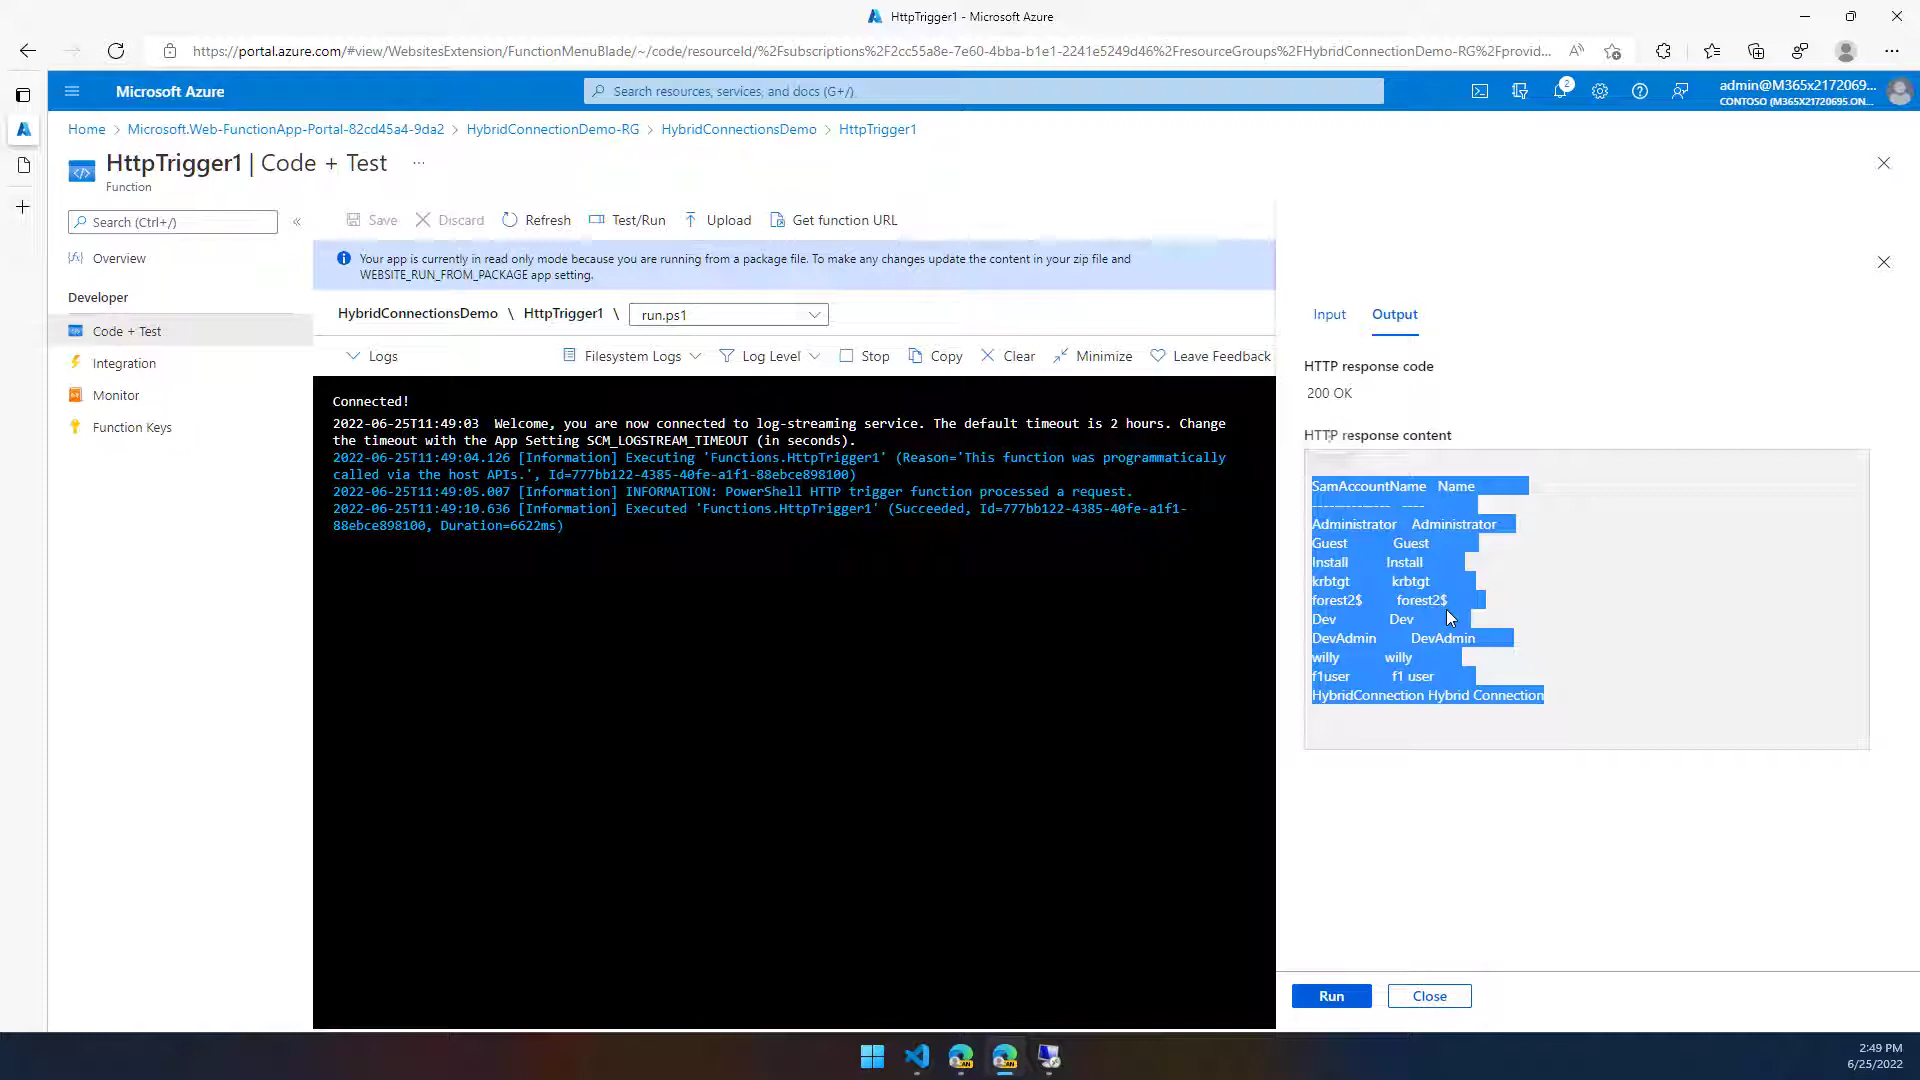 HttpTrigger1 - Microsoft Azure
https://portal.azure.com/#view/WebsitesExtension/FunctionMenuBlade/~/code/resourceId/%2Fsubscriptions%2F2cc55a8e-7e60-4bba-b1e1-2241e5249d46%2FresourceGroups%2FHybridConnectionDemo-RG%2Fprovid...
Microsoft Azure
Search resources, services, and docs (G+/)
2
admin@M365x2172069...
CONTOSO (M365X21720695.ON...
Home > Microsoft.Web-FunctionApp-Portal-82cd45a4-9da2 > HybridConnectionDemo-RG > HybridConnectionsDemo > HttpTrigger1
HttpTrigger1 | Code + Test ...
Function
Search (Ctrl+/)
«
Save
Discard
Refresh
Test/Run
Upload
Get function URL
Overview
Developer
Code + Test
Integration
Monitor
Function Keys
Your app is currently in read only mode because you are running from a package file. To make any changes update the content in your zip file and
WEBSITE_RUN_FROM_PACKAGE app setting.
HybridConnectionsDemo \ HttpTrigger1 \ run.ps1
Logs
Filesystem Logs
Log Level
Stop
Copy
Clear
Minimize
Leave Feedback
Connected!
2022-06-25T11:49:03  Welcome, you are now connected to log-streaming service. The default timeout is 2 hours. Change
the timeout with the App Setting SCM_LOGSTREAM_TIMEOUT (in seconds).
2022-06-25T11:49:04.126 [Information] Executing 'Functions.HttpTrigger1' (Reason='This function was programmatically
called via the host APIs.', Id=777bb122-4385-40fe-a1f1-88ebce898100)
2022-06-25T11:49:05.007 [Information] INFORMATION: PowerShell HTTP trigger function processed a request.
2022-06-25T11:49:10.636 [Information] Executed 'Functions.HttpTrigger1' (Succeeded, Id=777bb122-4385-40fe-a1f1-
88ebce898100, Duration=6622ms)
Input
Output
HTTP response code
200 OK
HTTP response content
SamAccountName Name
-------------- ----
Administrator Administrator
Guest Guest
Install Install
krbtgt krbtgt
forest2$ forest2$
Dev Dev
DevAdmin DevAdmin
willy willy
f1user f1 user
HybridConnection Hybrid Connection
Run
Close
2:49 PM
6/25/2022